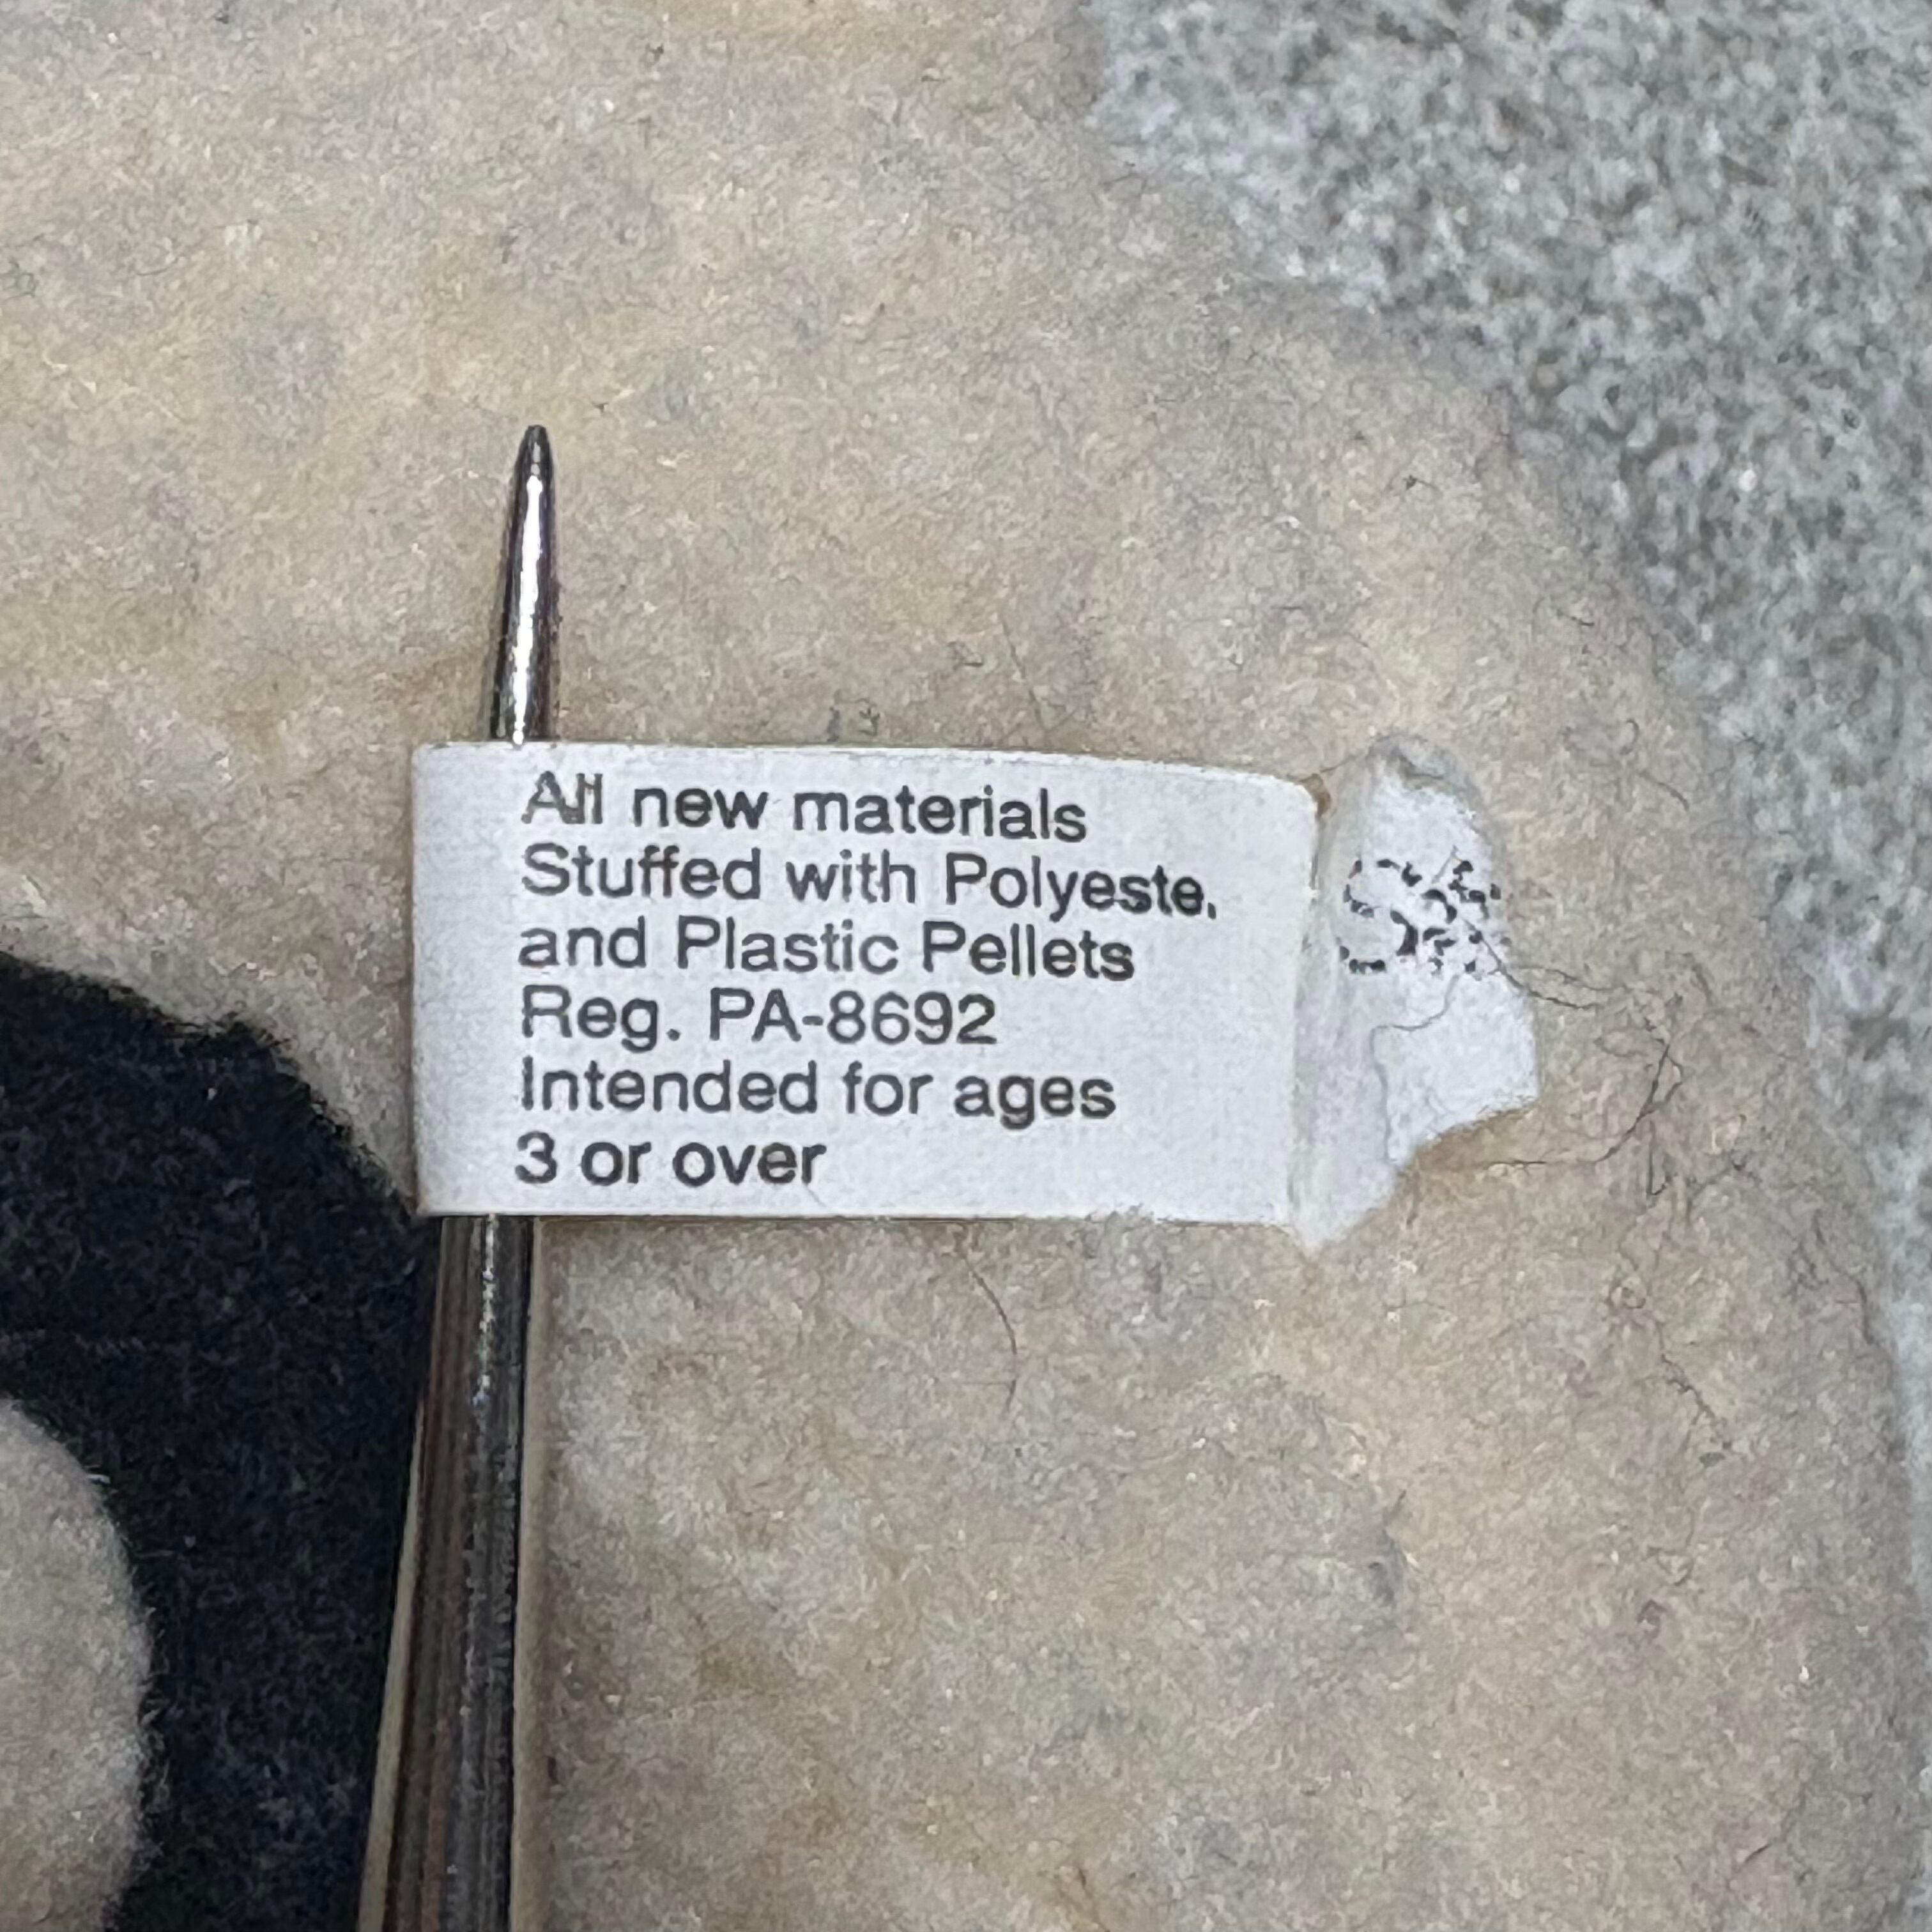 All new materials
Stuffed with Polyeste.
and Plastic Pellets
Reg. PA-8692
Intended for ages
3 or over